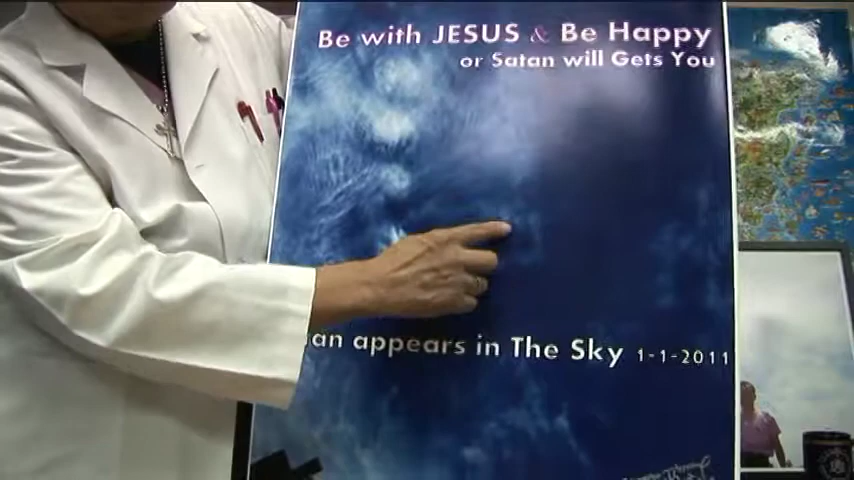 Be with JESUS & Be Happy
or Satan will Gets You
an appears in The Sky 1-1-2011